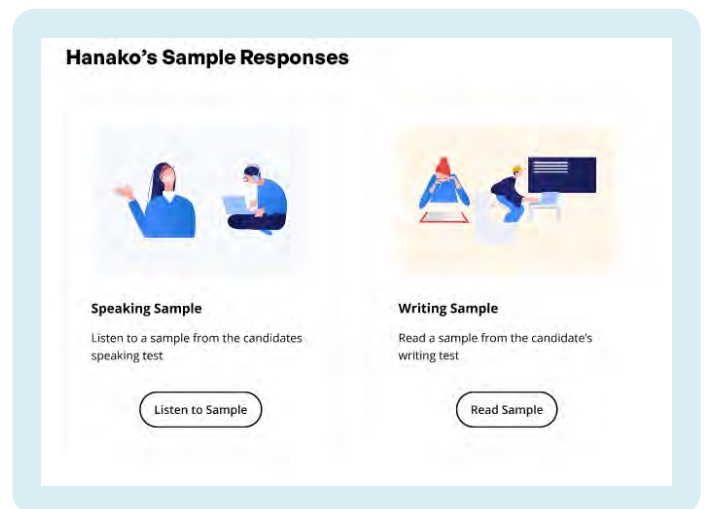 Hanako’s Sample Responses
Speaking Sample
Listen to a sample from the candidates
speaking test
Listen to Sample
Writing Sample
Read a sample from the candidate’s
writing test
Read Sample